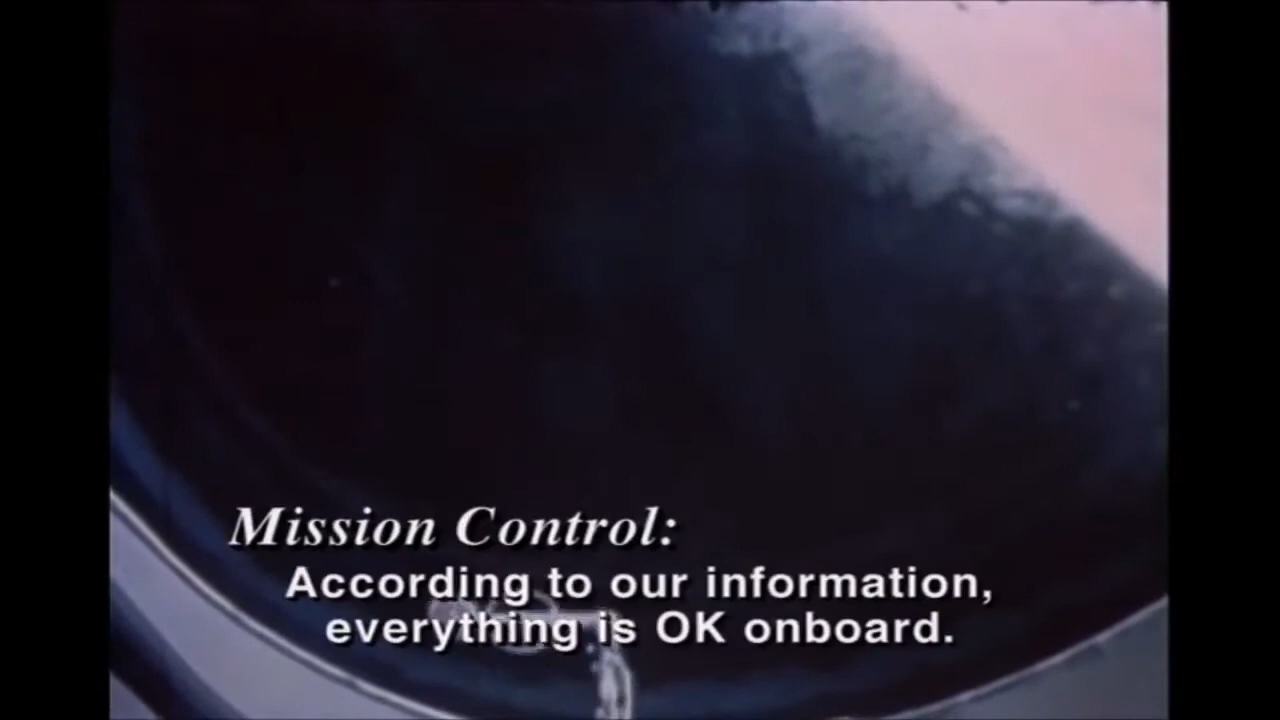 Mission Control:
According to our information,
everything is OK onboard.